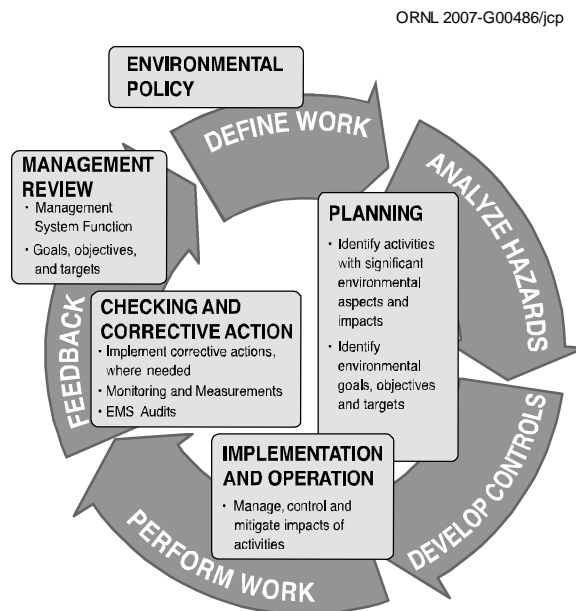 ORNL 2007-G00486/jcp
ENVIRONMENTAL
POLICY
DEFINE WORK
ANALYZE HAZARDS
DEVELOP CONTROLS
PERFORM WORK
FEEDBACK
MANAGEMENT
REVIEW
• Management
System Function
• Goals, objectives,
and targets
PLANNING
• Identify activities
with significant
environmental
aspects and
impacts
• Identify
environmental
goals, objectives
and targets
CHECKING AND
CORRECTIVE ACTION
• Implement corrective actions,
where needed
• Monitoring and Measurements
• EMS Audits
IMPLEMENTATION
AND OPERATION
• Manage, control and
mitigate impacts of
activities